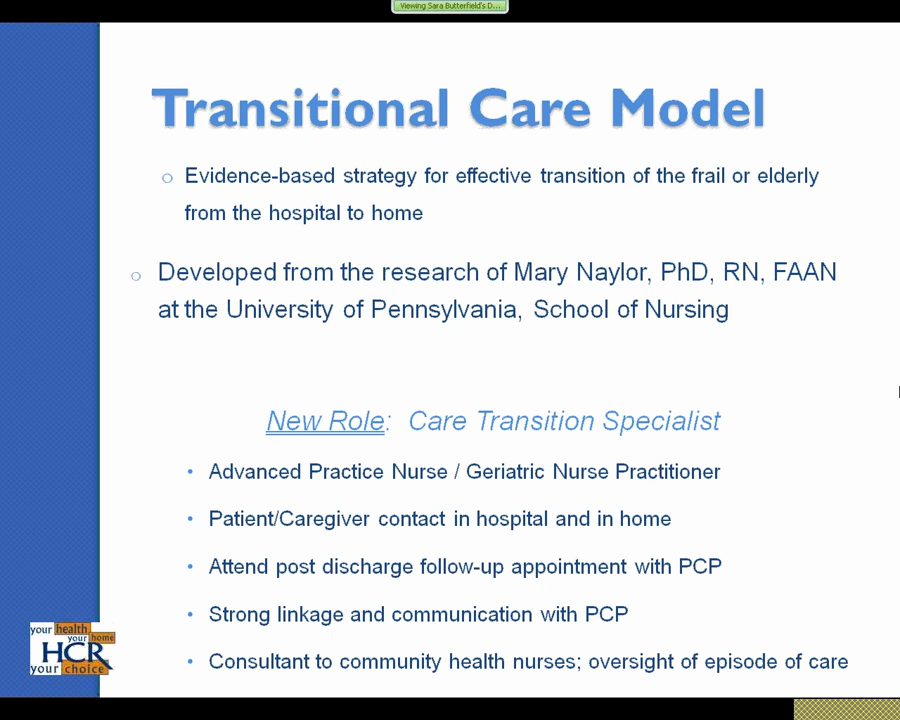 Viewing Sara Butterfield's D...
Transitional Care Model
Evidence-based strategy for effective transition of the frail or elderly
from the hospital to home
Developed from the research of Mary Naylor, PhD, RN, FAAN
at the University of Pennsylvania, School of Nursing
New Role: Care Transition Specialist
Advanced Practice Nurse / Geriatric Nurse Practitioner
Patient/Caregiver contact in hospital and in home
Attend post discharge follow-up appointment with PCP
Strong linkage and communication with PCP
Consultant to community health nurses; oversight of episode of care
your health
your home
HCR
your choice